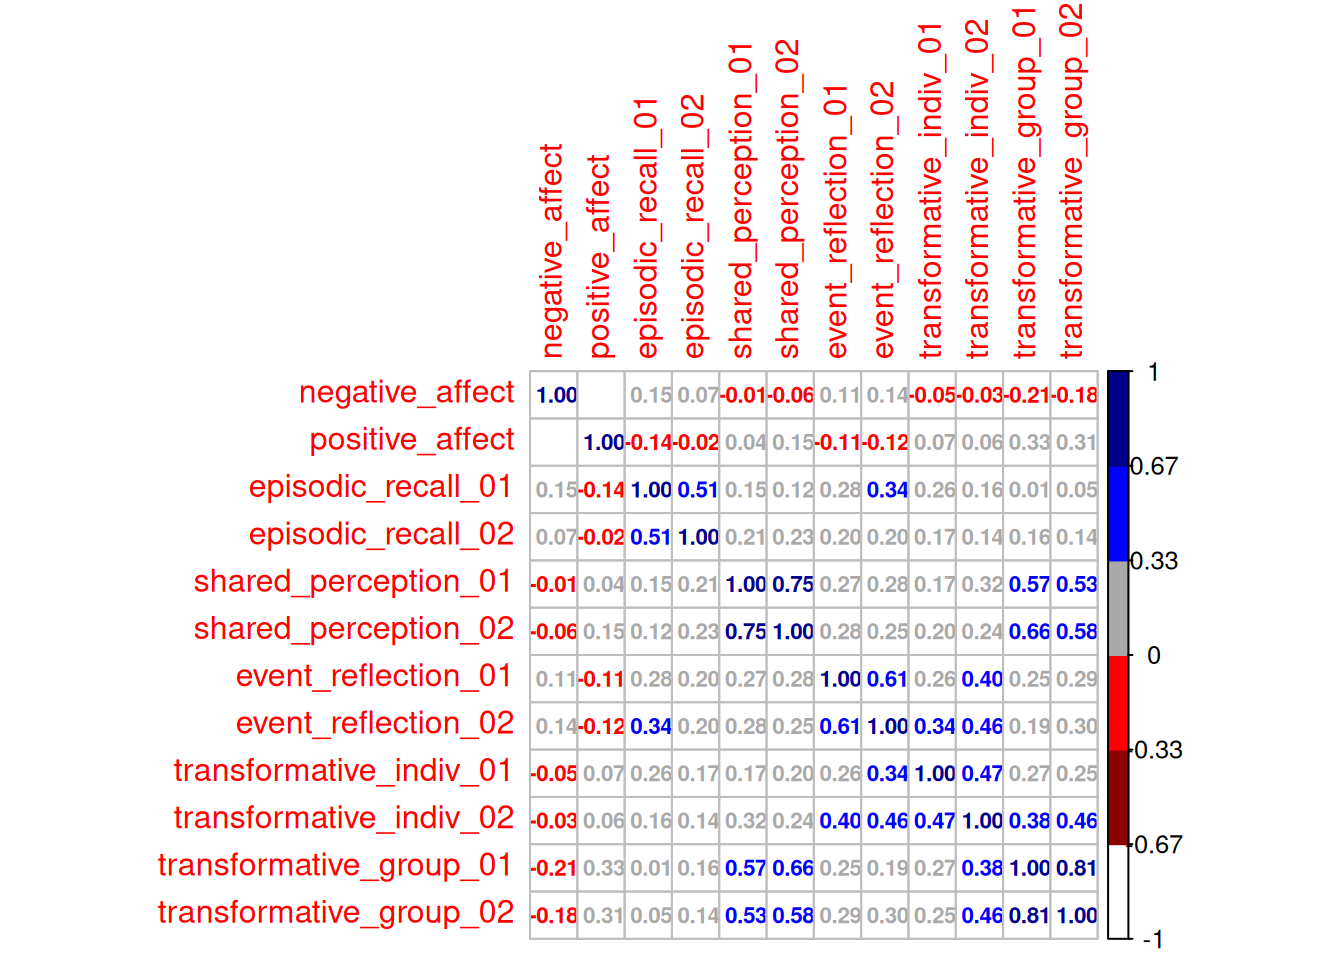 negative_affect
positive_affect
episodic_recall_01
episodic_recall_02
shared_perception_01
shared_perception_02
event_reflection_01
event_reflection_02
transformative_indiv_01
transformative_indiv_02
transformative_group_01
transformative_group_02
negative_affect 1.00 0.15 0.07 -0.01 -0.06 0.11 0.14 -0.05 -0.03 -0.21 -0.18
positive_affect 1.00 -0.14 -0.02 0.04 0.15 -0.11 -0.12 0.07 0.06 0.33 0.31
episodic_recall_01 0.15 -0.14 1.00 0.51 0.15 0.12 0.28 0.34 0.26 0.16 0.01 0.05
episodic_recall_02 0.07 -0.02 0.51 1.00 0.21 0.23 0.20 0.20 0.17 0.14 0.16 0.14
shared_perception_01 -0.01 0.04 0.15 0.21 1.00 0.75 0.27 0.28 0.17 0.32 0.57 0.53
shared_perception_02 -0.06 0.15 0.12 0.23 0.75 1.00 0.28 0.25 0.20 0.24 0.66 0.58
event_reflection_01 0.11 -0.11 0.28 0.20 0.27 0.28 1.00 0.61 0.26 0.40 0.25 0.29
event_reflection_02 0.14 -0.12 0.34 0.20 0.28 0.25 0.61 1.00 0.34 0.46 0.19 0.30
transformative_indiv_01 -0.05 0.07 0.26 0.17 0.17 0.20 0.26 0.34 1.00 0.47 0.27 0.25
transformative_indiv_02 -0.03 0.06 0.16 0.14 0.32 0.24 0.40 0.46 0.47 1.00 0.38 0.46
transformative_group_01 -0.21 0.33 0.01 0.16 0.57 0.66 0.25 0.19 0.27 0.38 1.00 0.81
transformative_group_02 -0.18 0.31 0.05 0.14 0.53 0.58 0.29 0.30 0.25 0.46 0.81 1.00
1
0.67
0.33
0
-0.33
-0.67
-1